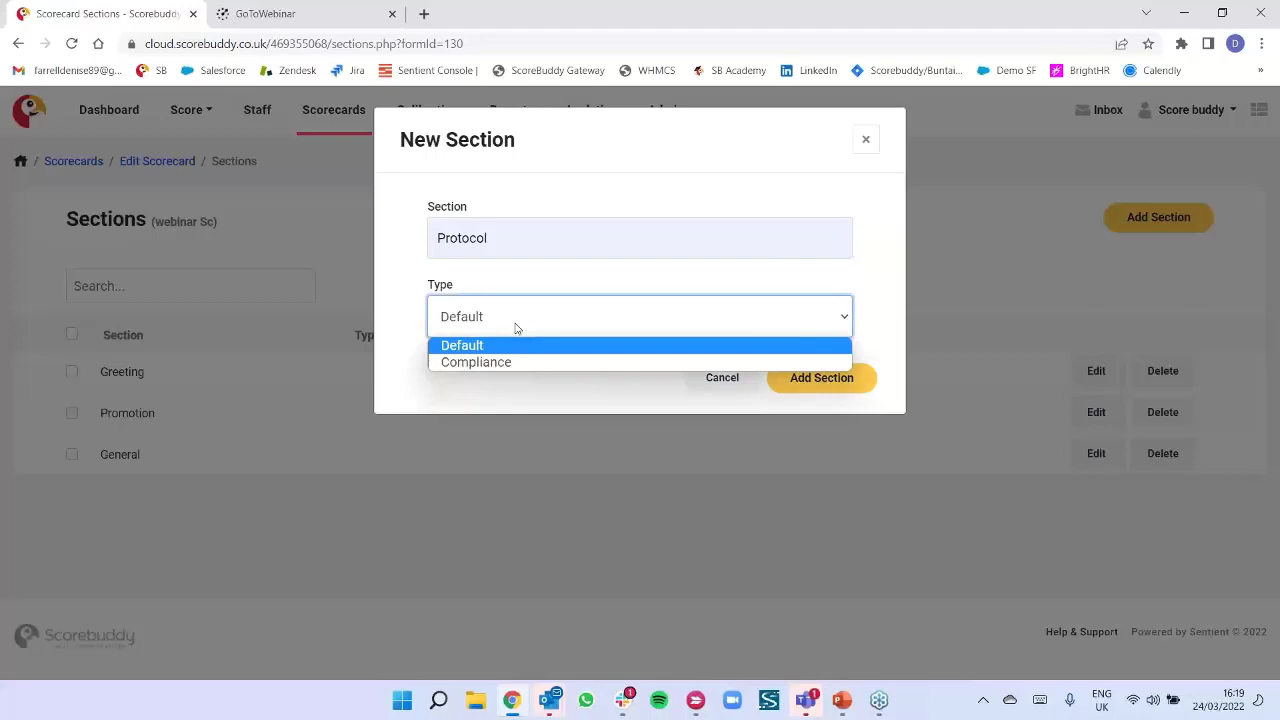 Scorecard Sections - Scorebuddy
GoToWebinar
cloud.scorebuddy.co.uk/469355068/sections.php?formId=130
farrelldenise99@g... SB Salesforce Zendesk Jira Sentient Console | ScoreBuddy Gateway WHMCS SB Academy LinkedIn Scorebuddy/Buntai... Demo SF BrightHR Calendly »
Dashboard Score Staff Scorecards Inbox Score buddy
/ Scorecards / Edit Scorecard / Sections
New Section
Sections (webinar Sc)
Add Section
Section
Protocol
Type
Default
Default
Compliance
Cancel Add Section
Search...
Section Typ
Greeting Edit Delete
Promotion Edit Delete
General Edit Delete
Scorebuddy
Help & Support Powered by Sentient © 2022
ENG
UK
16:19
24/03/2022